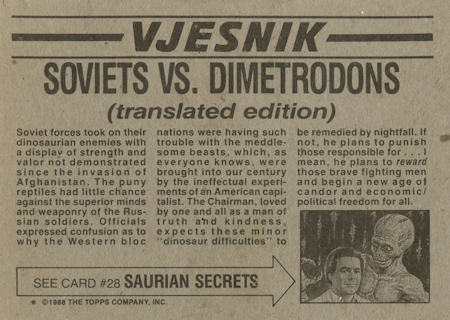 VJESNIK
SOVIETS VS. DIMETRODONS
(translated edition)
Soviet forces took on their
dinosaurian enemies with
a display of strength and
valor not demonstrated
since the invasion of
Afghanistan. The puny
reptiles had little chance
against the superior minds
and weaponry of the Rus-
sian soldiers. Officials
expressed confusion as to
why the Western bloc
nations were having such
trouble with the meddle-
some beasts, which, as
everyone knows, were
brought into our century
by the ineffectual experi-
ments of an American capi-
talist. The Chairman, loved
by one and all as a man of
truth and kindness,
expects these minor
"dinosaur difficulties" to
be remedied by nightfall. If
not, he plans to punish
those responsible for . . . I
mean, he plans to reward
those brave fighting men
and begin a new age of
candor and economic/
political freedom for all.
SEE CARD #28 SAURIAN SECRETS
* ©1988 THE TOPPS COMPANY, INC.